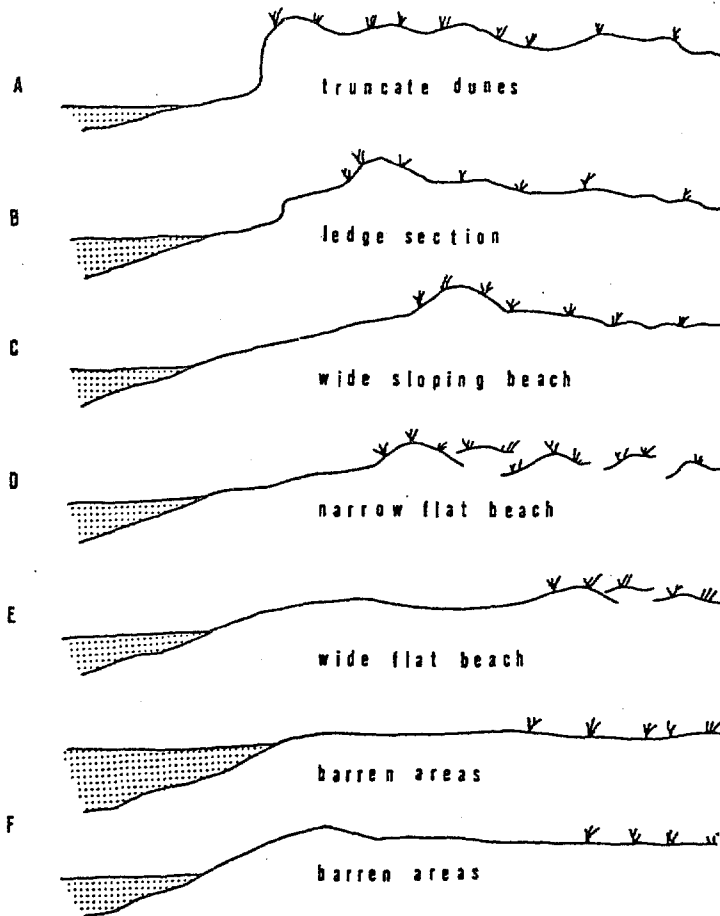 A
truncate dunes
B
ledge section
C
wide sloping beach
D
narrow flat beach
E
wide flat beach
barren areas
F
barren areas